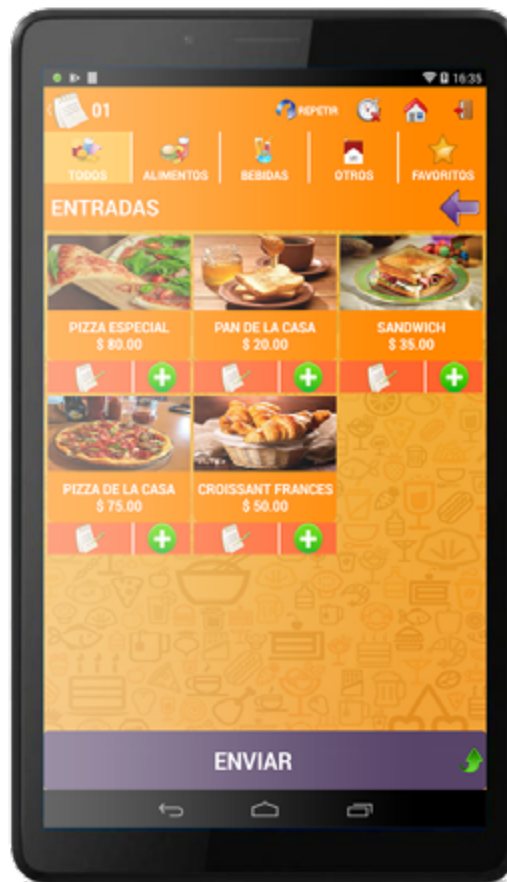 16:35
01
REPETIR
TODOS
ALIMENTOS
BEBIDAS
OTROS
FAVORITOS
ENTRADAS
PIZZA ESPECIAL
$ 80.00
PAN DE LA CASA
$ 20.00
SANDWICH
$ 35.00
PIZZA DE LA CASA
$ 75.00
CROISSANT FRANCES
$ 50.00
ENVIAR